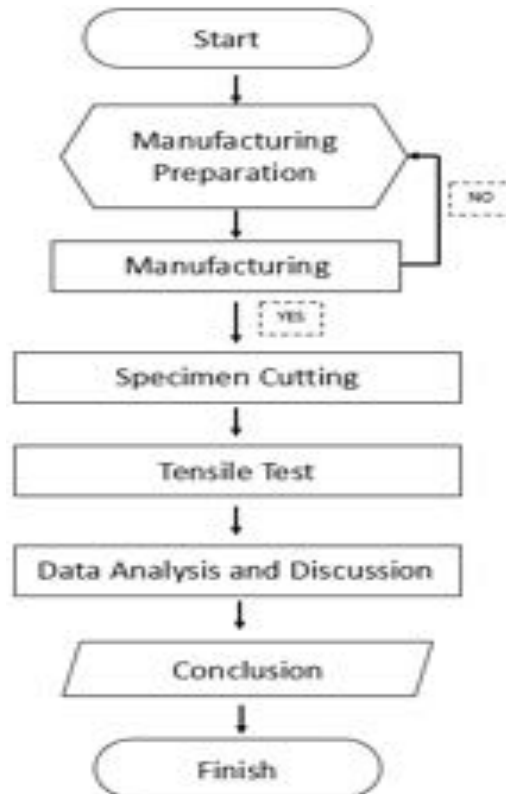 Start
Manufacturing
Preparation
NO
Manufacturing
YES
Specimen Cutting
Tensile Test
Data Analysis and Discussion
Conclusion
Finish